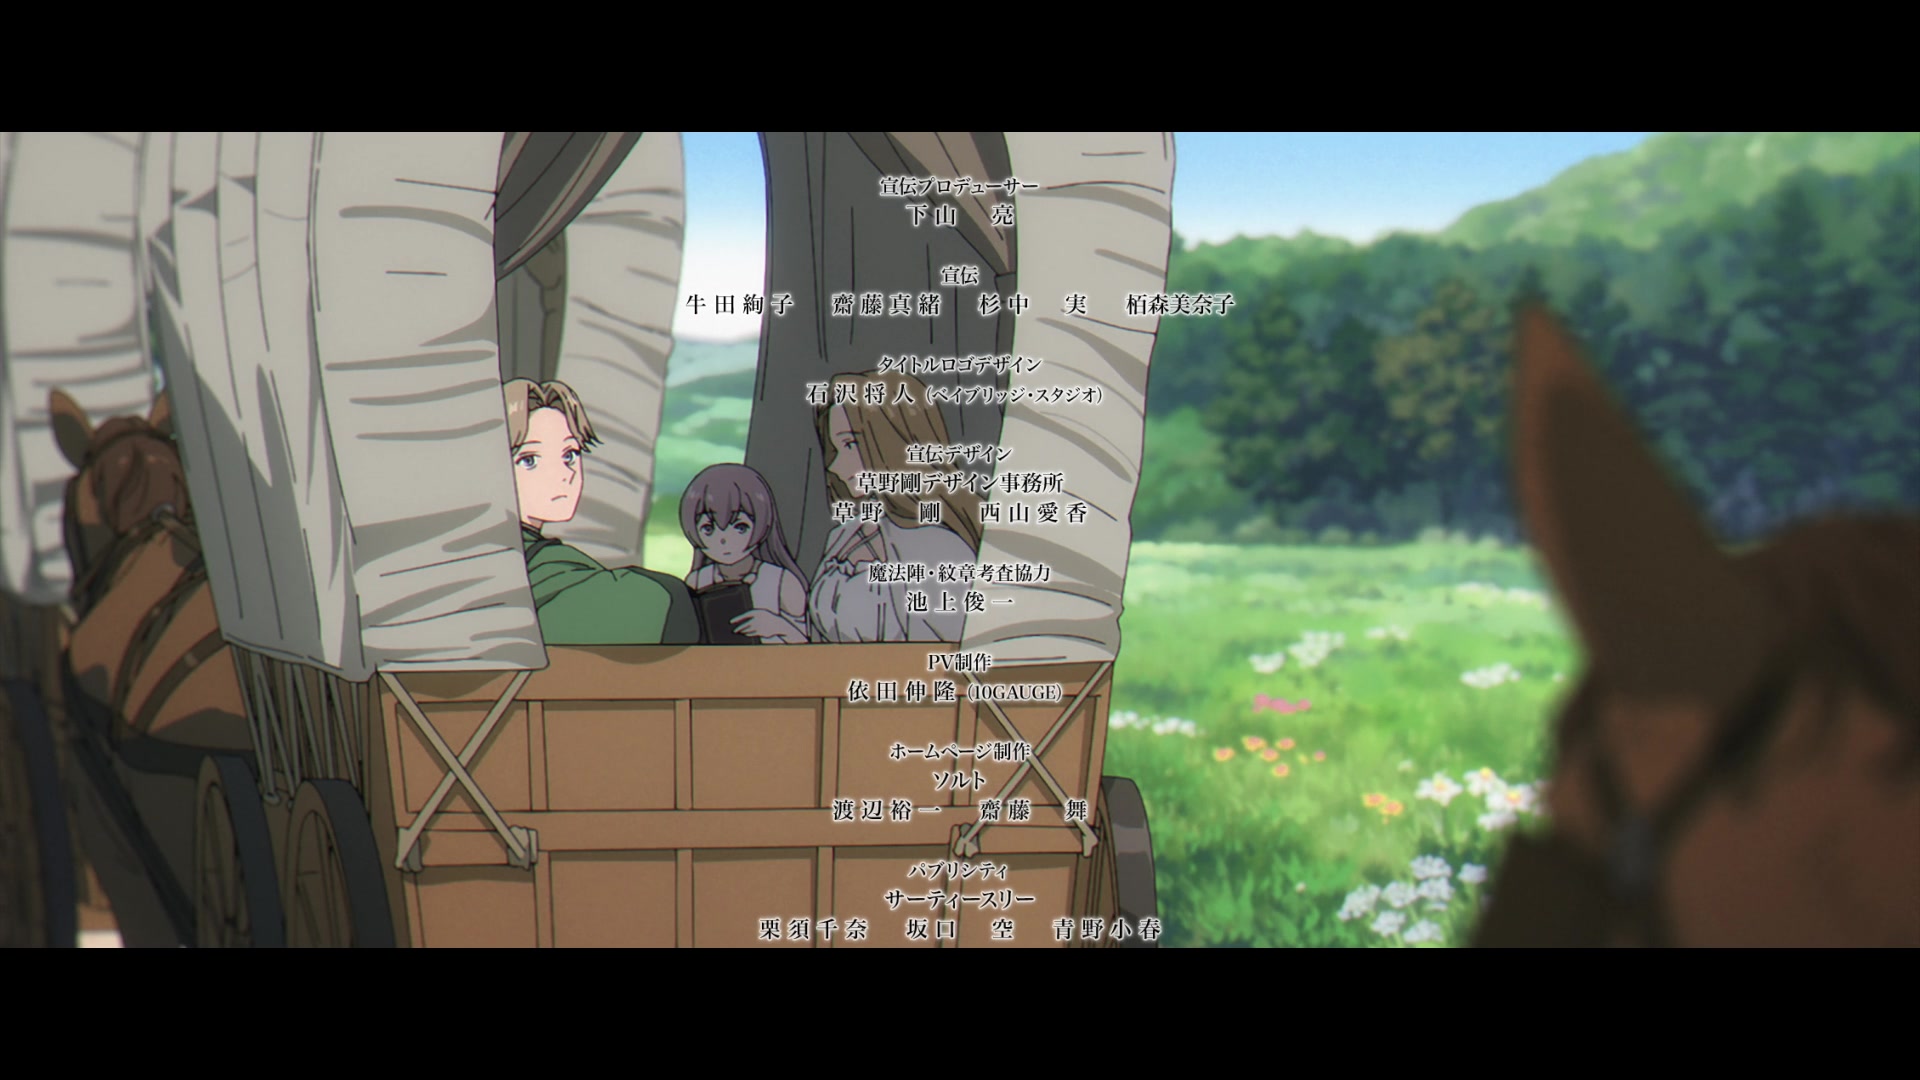 宣伝プロデューサー
下山　亮
宣伝
牛田絢子　齋藤真緒　杉中　実　栢森美奈子
タイトルロゴデザイン
石沢将人（ベイブリッジ・スタジオ）
宣伝デザイン
草野剛デザイン事務所
草野　剛　西山愛香
魔法陣・紋章考査協力
池上俊一
PV制作
依田伸隆（10GAUGE）
ホームページ制作
ソルト
渡辺裕一　齋藤　舞
パブリシティ
サーティースリー
栗須千奈　坂口　空　青野小春